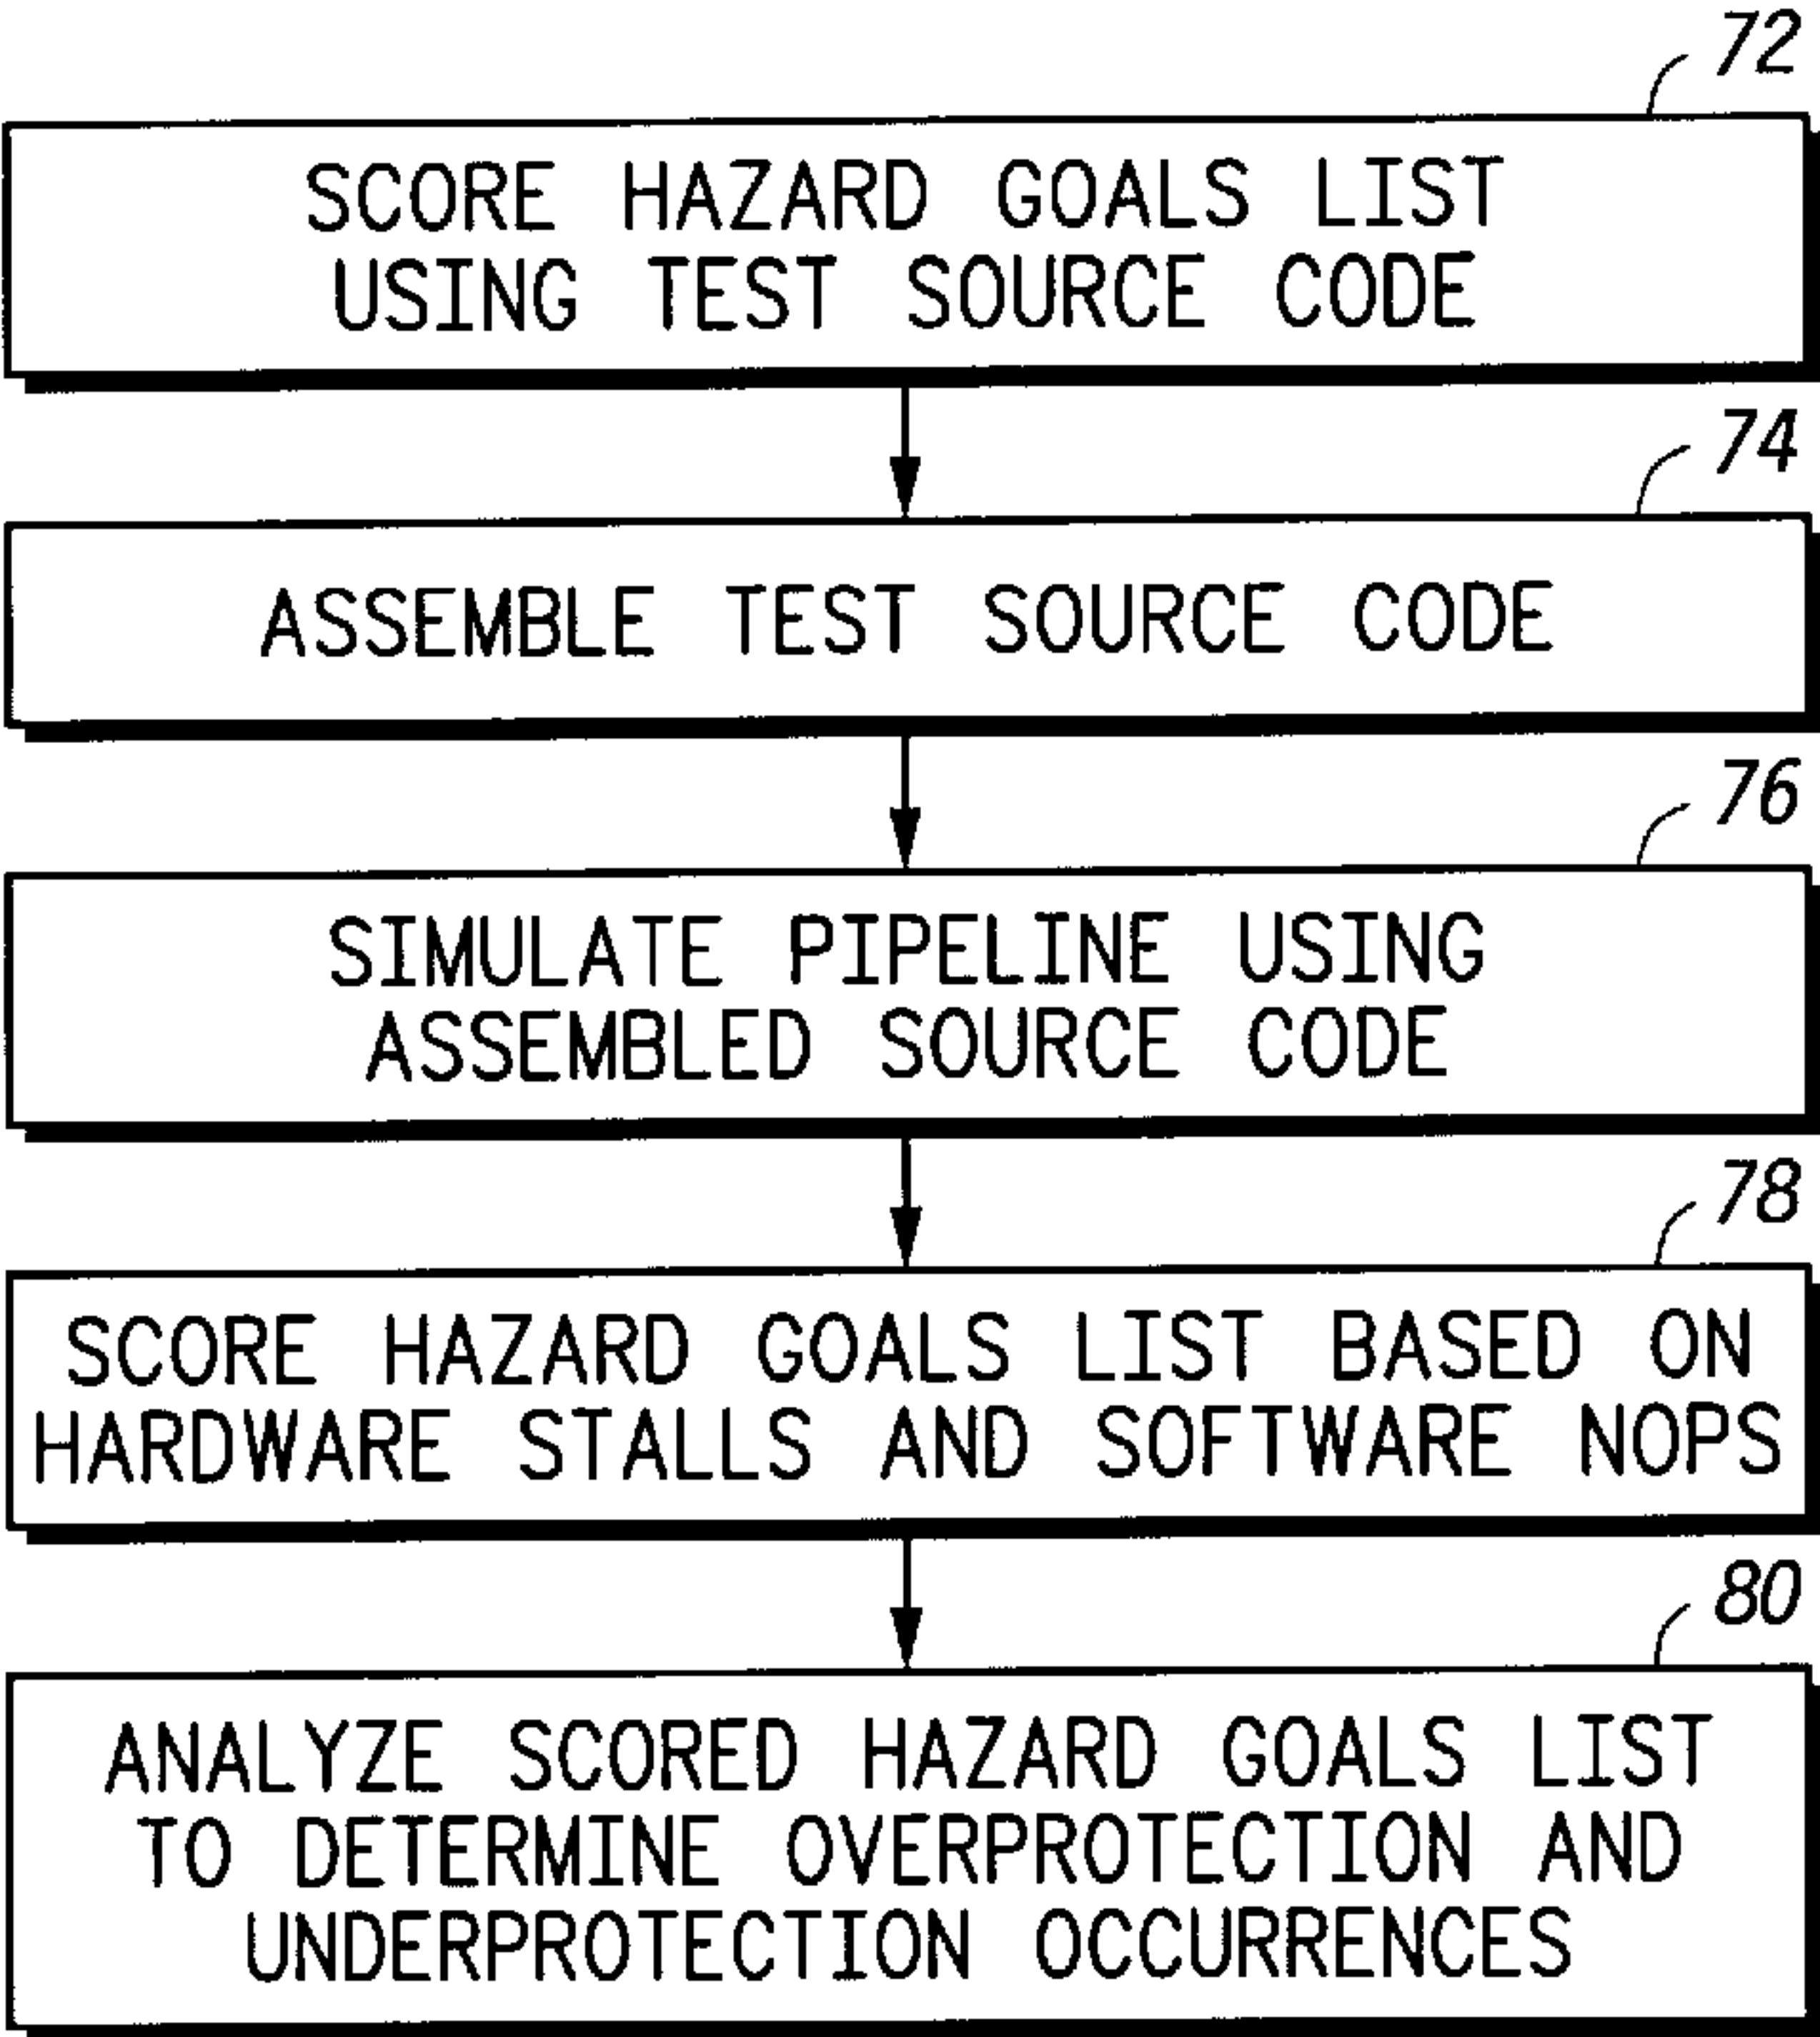 72
SCORE HAZARD GOALS LIST
USING TEST SOURCE CODE
74
ASSEMBLE TEST SOURCE CODE
76
SIMULATE PIPELINE USING
ASSEMBLED SOURCE CODE
78
SCORE HAZARD GOALS LIST BASED ON
HARDWARE STALLS AND SOFTWARE NOPS
80
ANALYZE SCORED HAZARD GOALS LIST
TO DETERMINE OVERPROTECTION AND
UNDERPROTECTION OCCURRENCES